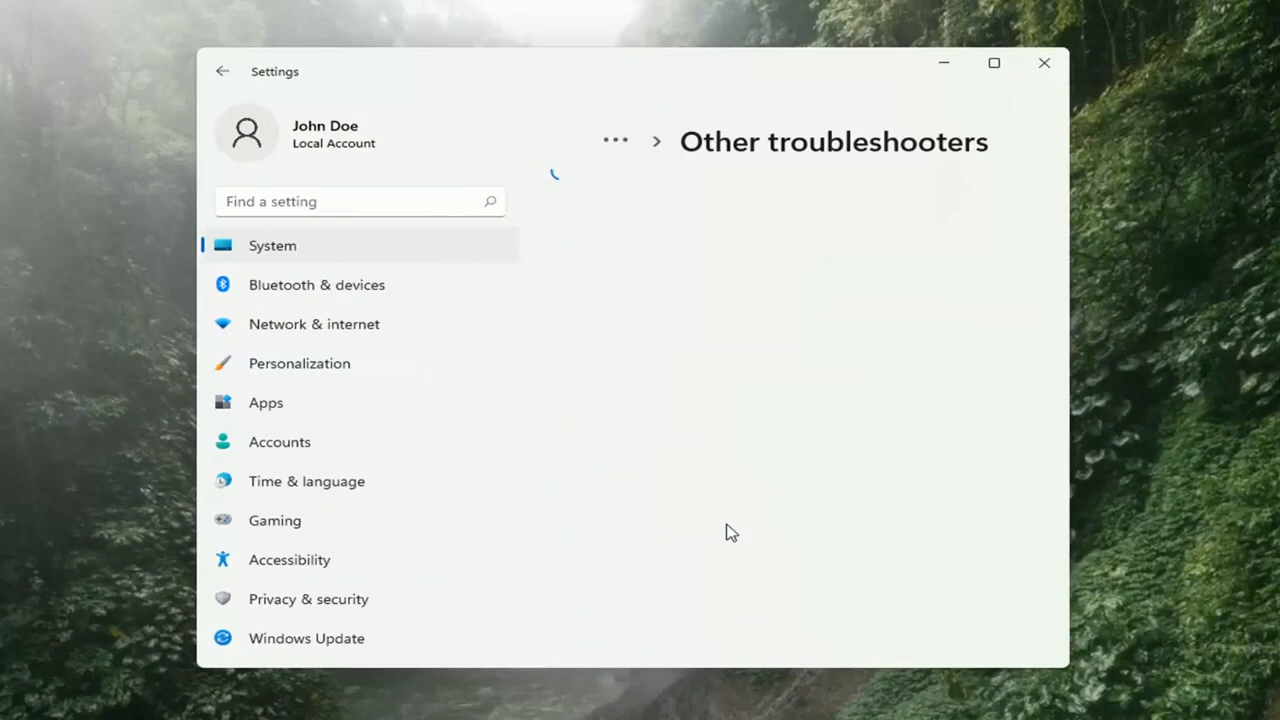 Settings
John Doe
Local Account
••• > Other troubleshooters
Find a setting
System
Bluetooth & devices
Network & internet
Personalization
Apps
Accounts
Time & language
Gaming
Accessibility
Privacy & security
Windows Update